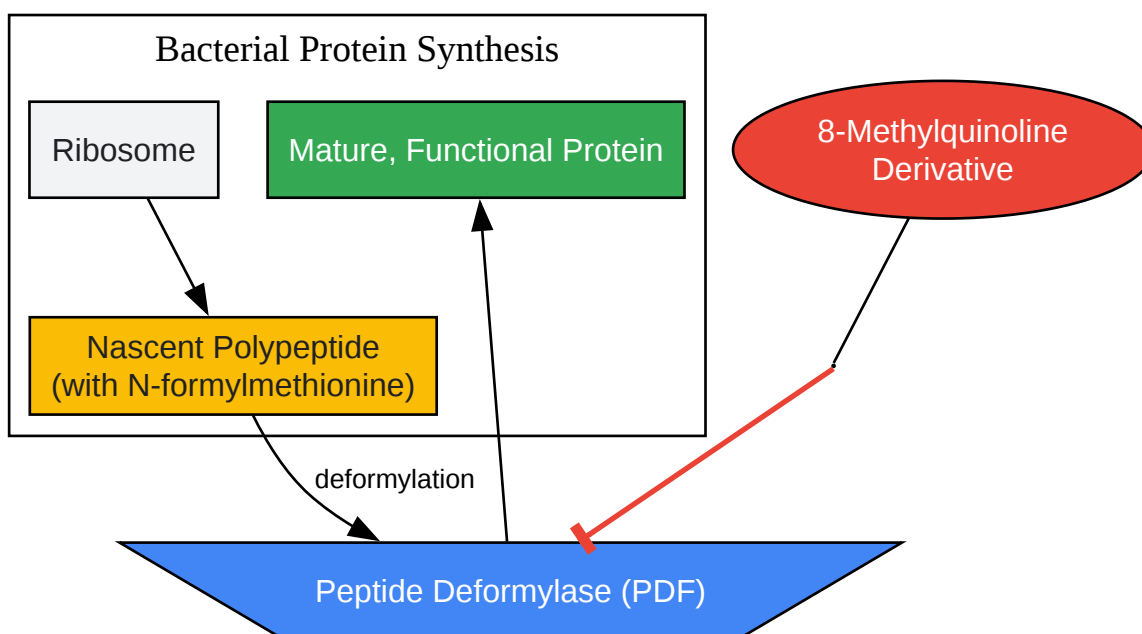 Bacterial Protein Synthesis
Ribosome
Mature, Functional Protein
8-Methylquinoline
Derivative
Nascent Polypeptide
(with N-formylmethionine)
deformylation
Peptide Deformylase (PDF)